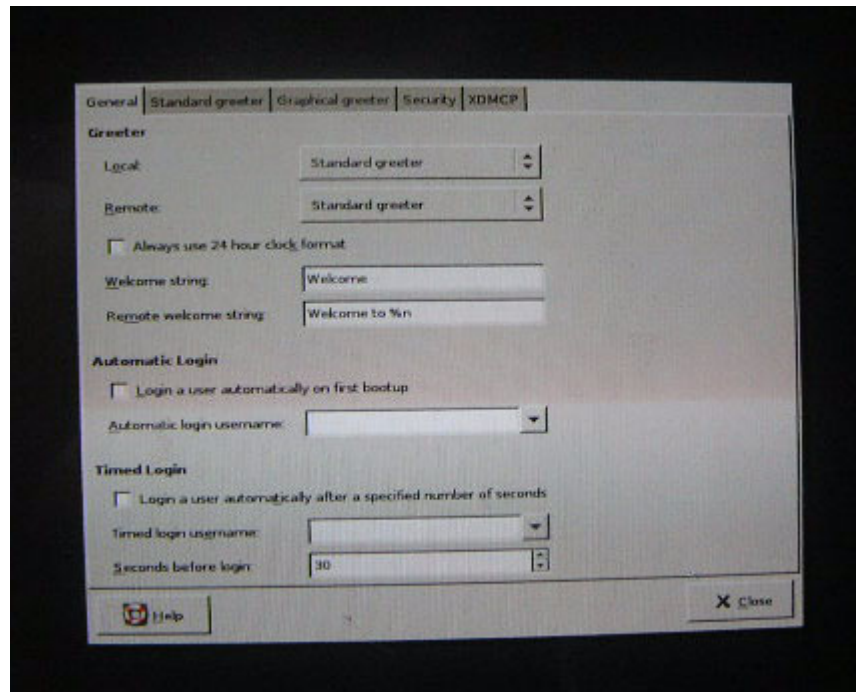 General Standard greeter Graphical greeter Security XDMCP
Greeter
Local: Standard greeter
Remote: Standard greeter
Always use 24 hour clock format
Welcome string: Welcome
Remote welcome string: Welcome to %n
Automatic Login
Login a user automatically on first bootup
Automatic login username:
Timed Login
Login a user automatically after a specified number of seconds
Timed login username:
Seconds before login: 30
Help X Close